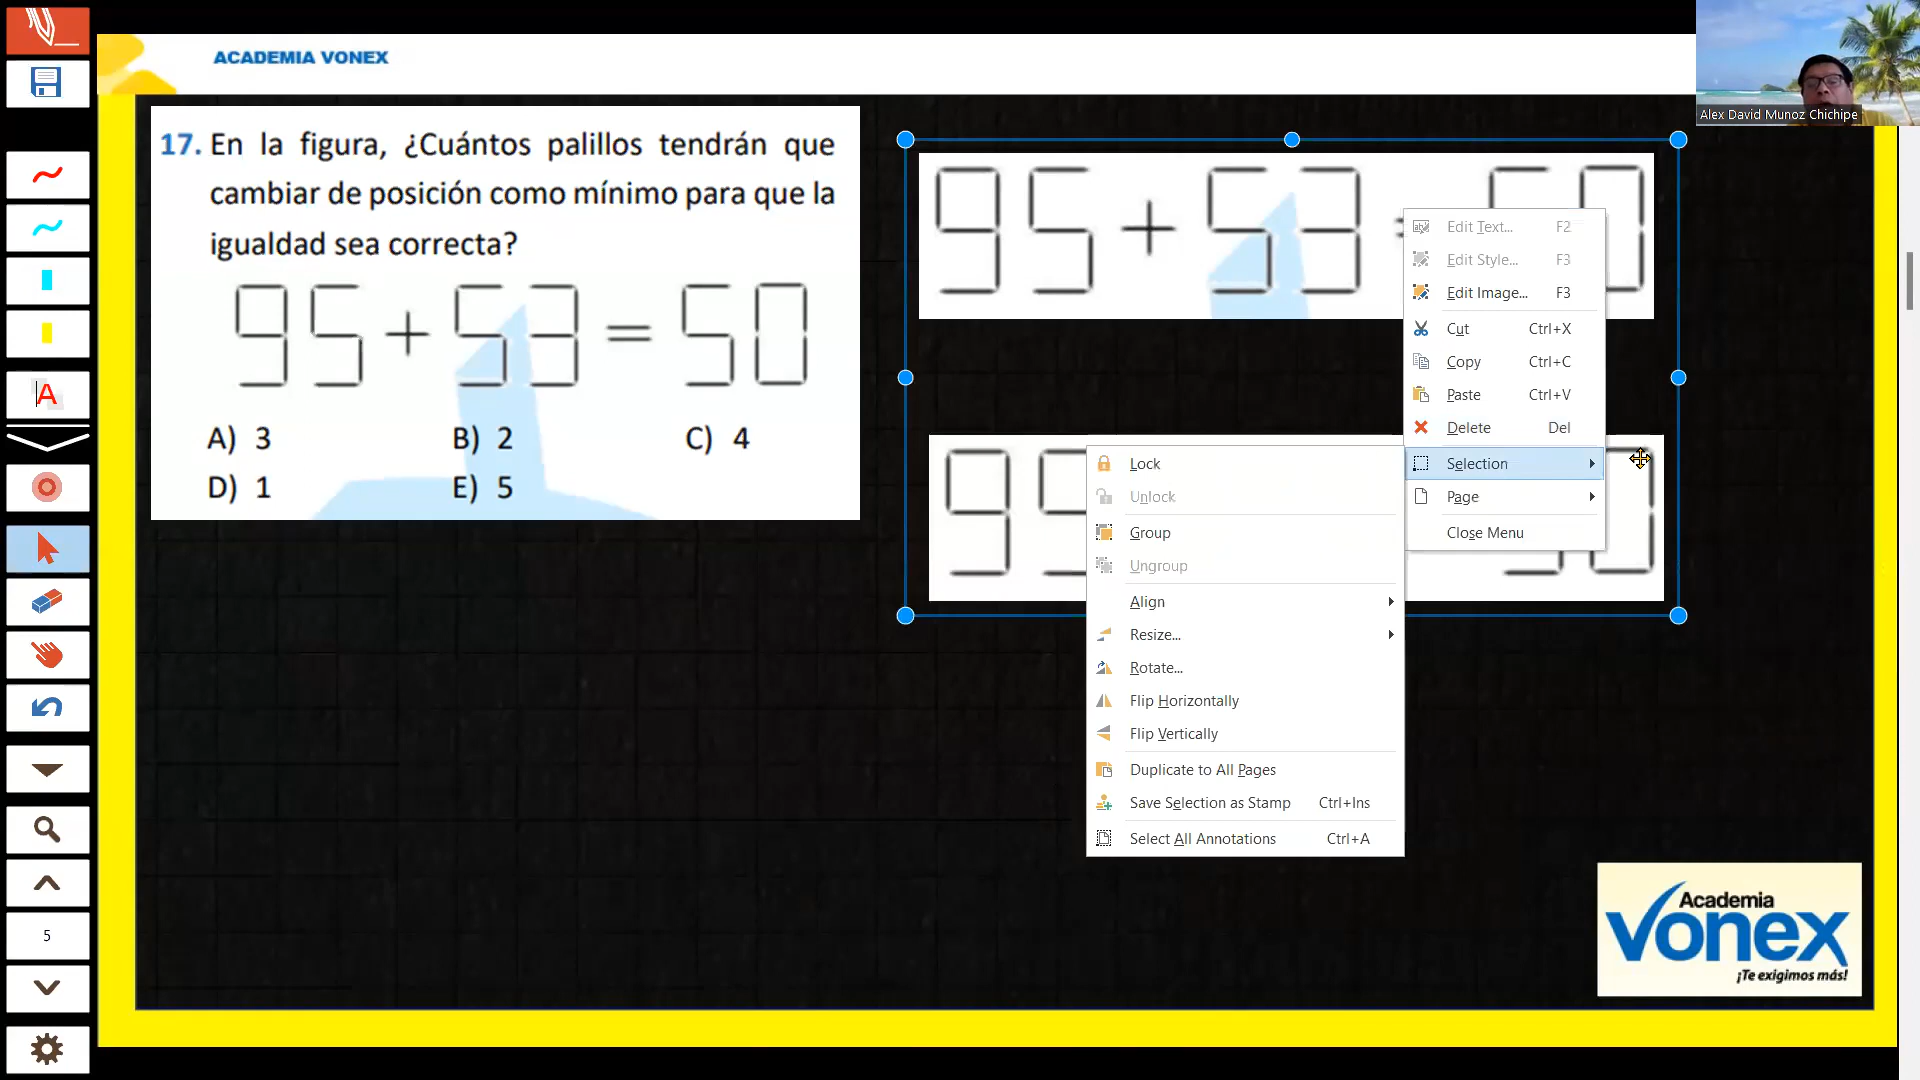 ACADEMIA VONEX
Alex David Munoz Chichipe
17. En la figura, ¿Cuántos palillos tendrán que
cambiar de posición como mínimo para que la
igualdad sea correcta?
95 + 53 = 50
A) 3
B) 2
C) 4
D) 1
E) 5
95 + 53 = 50
Edit Text... F2
Edit Style... F3
Edit Image... F3
Cut Ctrl+X
Copy Ctrl+C
Paste Ctrl+V
Delete Del
Selection
Page
Close Menu
Lock
Unlock
Group
Ungroup
Align
Resize...
Rotate...
Flip Horizontally
Flip Vertically
Duplicate to All Pages
Save Selection as Stamp Ctrl+Ins
Select All Annotations Ctrl+A
A
5
Academia
Vonex
¡Te exigimos más!